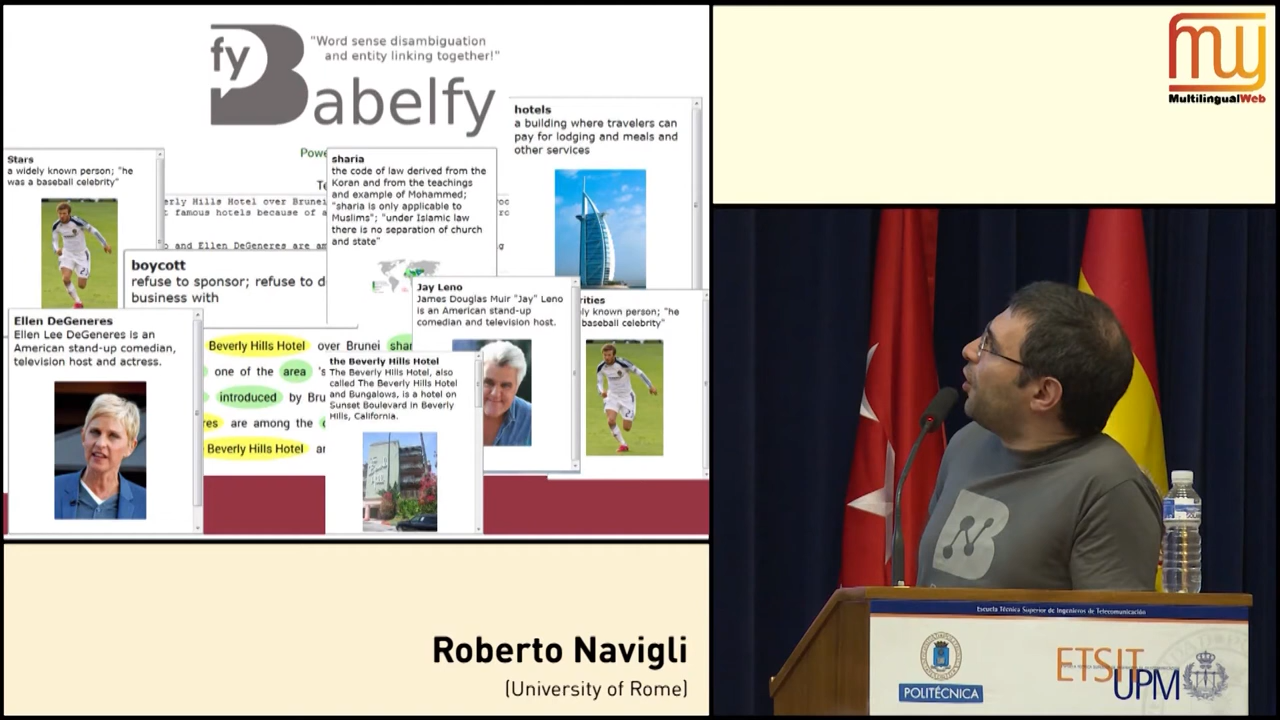 fy
Babelfy
"Word sense disambiguation
and entity linking together!"
Stars
a widely known person; "he
was a baseball celebrity"
sharia
the code of law derived from the
Koran and from the teachings
and example of Mohammed;
"sharia is only applicable to
Muslims"; "under Islamic law
there is no separation of church
and state"
hotels
a building where travelers can
pay for lodging and meals and
other services
erly Hills Hotel over Brunei
famous hotels because of a
and Ellen DeGeneres are am
boycott
refuse to sponsor; refuse to d
business with
Jay Leno
James Douglas Muir "Jay" Leno
is an American stand-up
comedian and television host.
rities
ly known person; "he
baseball celebrity"
Ellen DeGeneres
Ellen Lee DeGeneres is an
American stand-up comedian,
television host and actress.
Beverly Hills Hotel over Brunei shar
one of the area 's
introduced by Bru
res are among the
Beverly Hills Hotel an
the Beverly Hills Hotel
The Beverly Hills Hotel, also
called The Beverly Hills Hotel
and Bungalows, is a hotel on
Sunset Boulevard in Beverly
Hills, California.
Roberto Navigli
(University of Rome)
MultilingualWeb
Escuela Técnica Superior de Ingenieros de Telecomunicación
POLITÉCNICA
ETSIT
UPM